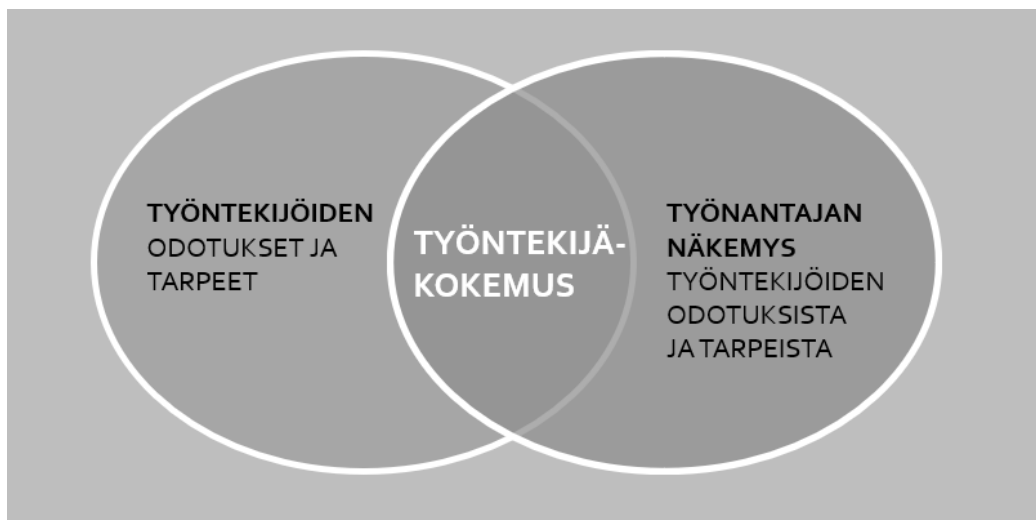 TYÖNTEKIJÖIDEN
ODOTUKSET JA
TARPEET
TYÖNTEKIJÄ-
KOKEMUS
TYÖNANTAJAN
NÄKEMYS
TYÖNTEKIJÖIDEN
ODOTUKSISTA
JA TARPEISTA